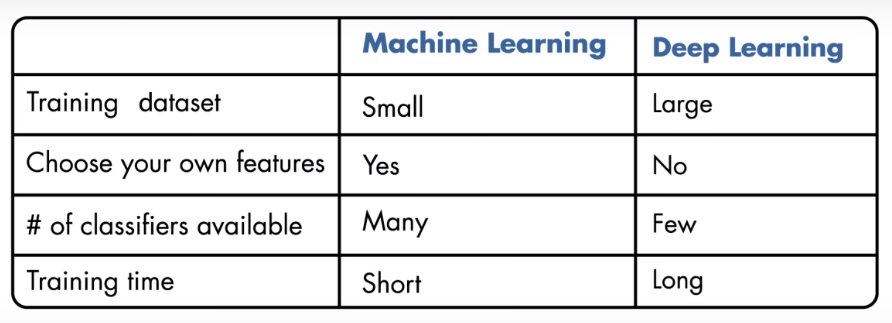 Machine Learning Deep Learning
Training dataset Small Large
Choose your own features Yes No
# of classifiers available Many Few
Training time Short Long